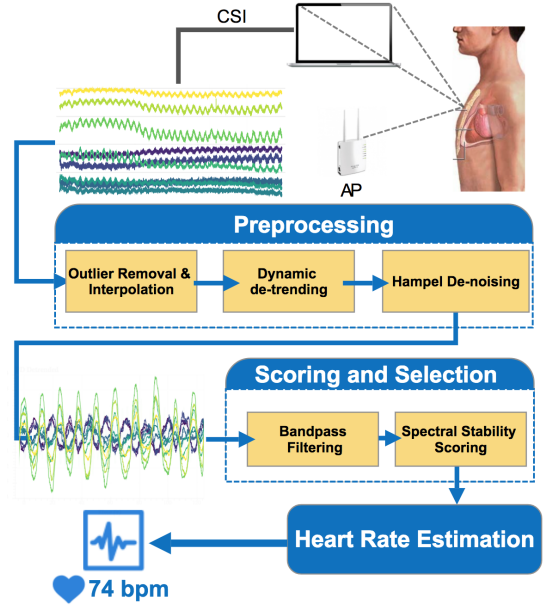 CSI
AP
Preprocessing
Outlier Removal &
Interpolation
Dynamic
de-trending
Hampel De-noising
Scoring and Selection
Bandpass
Filtering
Spectral Stability
Scoring
Heart Rate Estimation
74 bpm